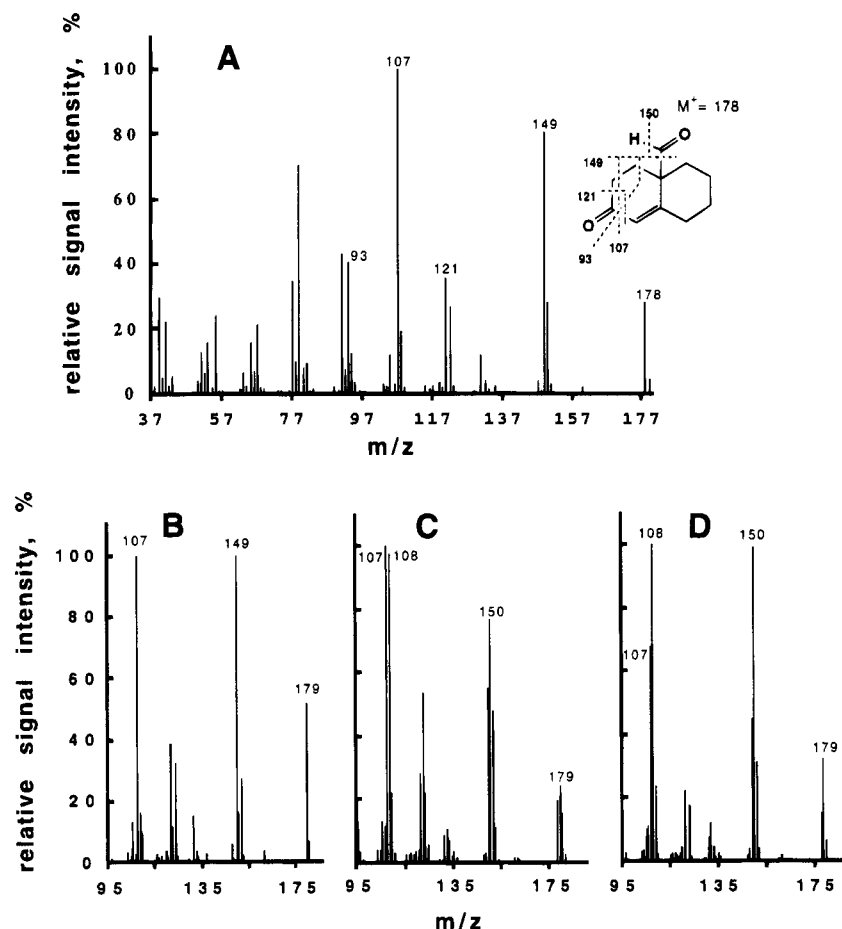 A
relative signal intensity, %
100
80
60
40
20
0
107
149
93
121
178
37 57 77 97 117 137 157 177
m/z
M+ = 178
150
H
O
149
121
O
93
107
B
relative signal intensity, %
100
80
60
40
20
0
107
149
179
95 135 175
C
107
108
150
179
95 135 175
D
108
150
107
179
95 135 175
m/z